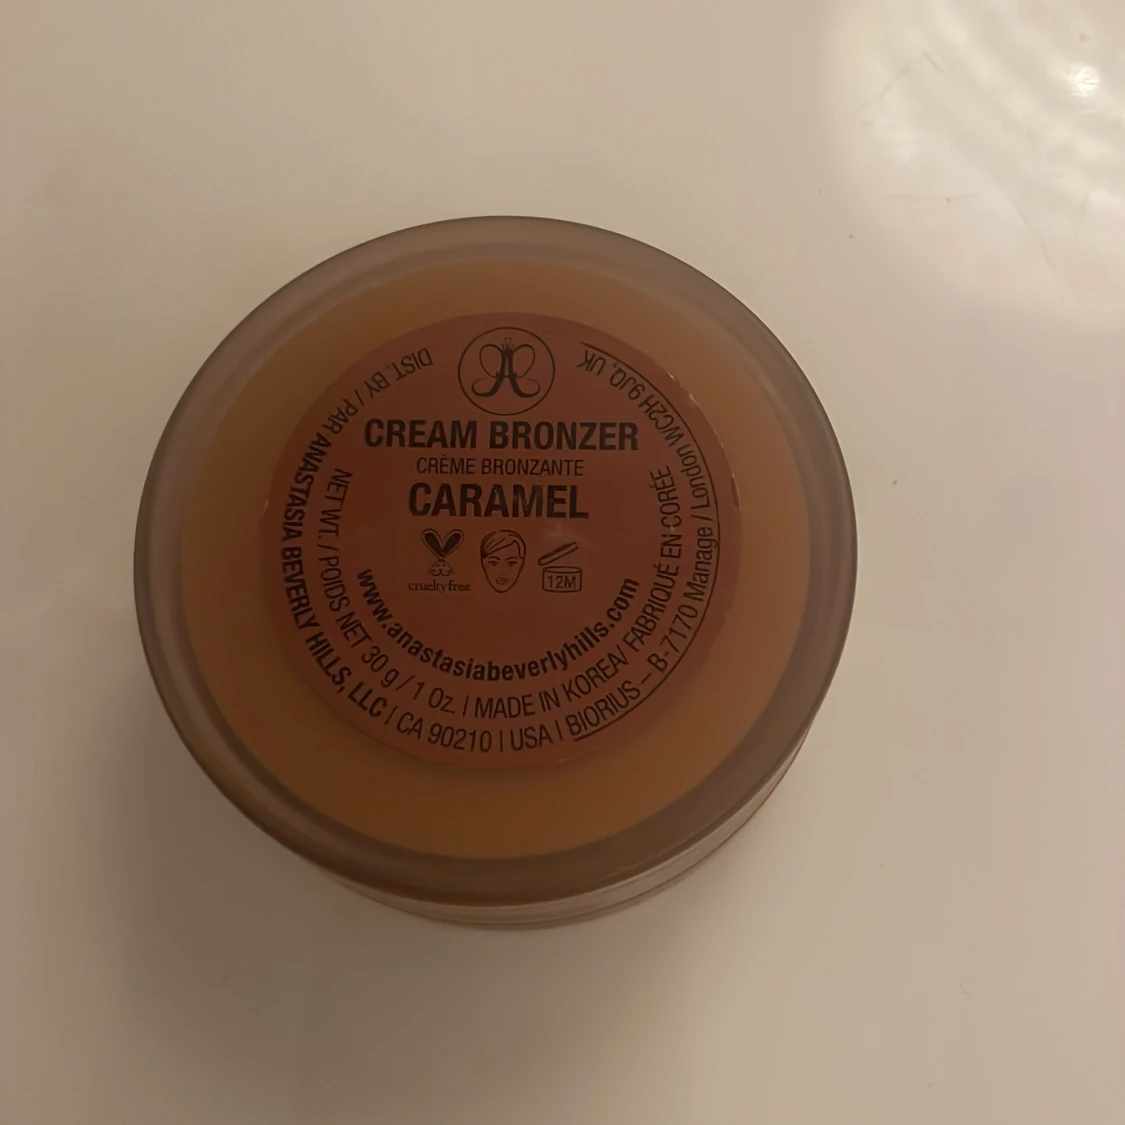 CREAM BRONZER
CRÈME BRONZANTE
CARAMEL
cruelty free
12M
www.anastasiabeverlyhills.com
NET WT. / POIDS NET 30 g / 1 Oz. | MADE IN KOREA/ FABRIQUÉ EN CORÉE
DIST. BY / PAR ANASTASIA BEVERLY HILLS, LLC | CA 90210 | USA | BIORIUS – B-7170 Manage / London WC2H 9JQ, UK